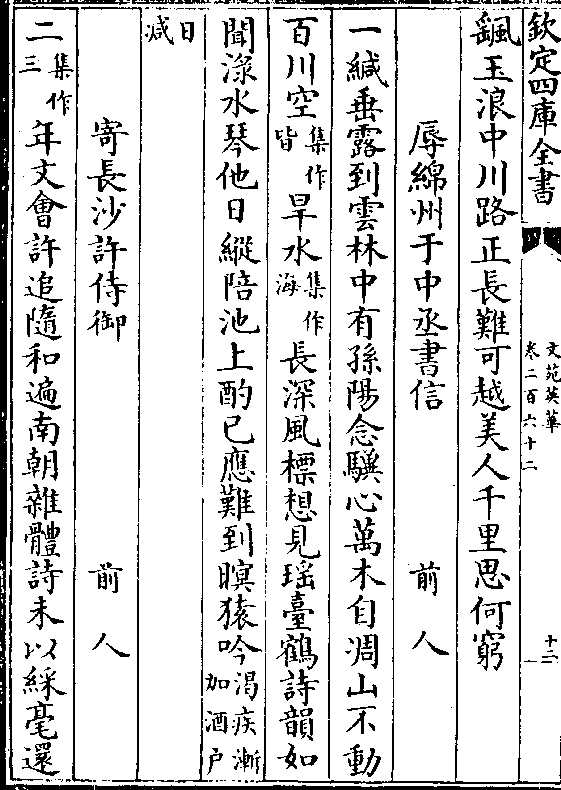 欽定四庫全書
文苑英華
卷二百六十二
十二
飄玉浪中川路正長難可越美人千里思何窮
辱綿州于中丞書信 前人
一緘垂露到雲林中有孫陽念驥心萬木自凋山不動
百川空集作皆旱水集作海長深風標想見瑶臺鶴詩韻如
聞渌水琴他日縱陪池上酌已應難到暝猿吟渴疾漸加酒户
日减
寄長沙許侍御 前人
二集作三年文會許追隨和遍南朝雜體詩未以綵毫還